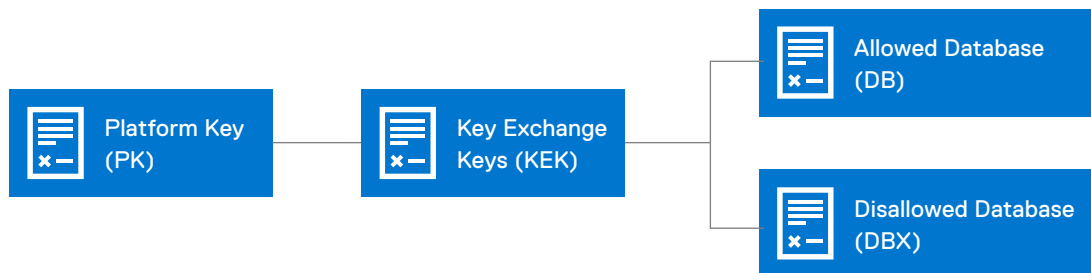 Platform Key
(PK)
Key Exchange
Keys (KEK)
Allowed Database
(DB)
Disallowed Database
(DBX)